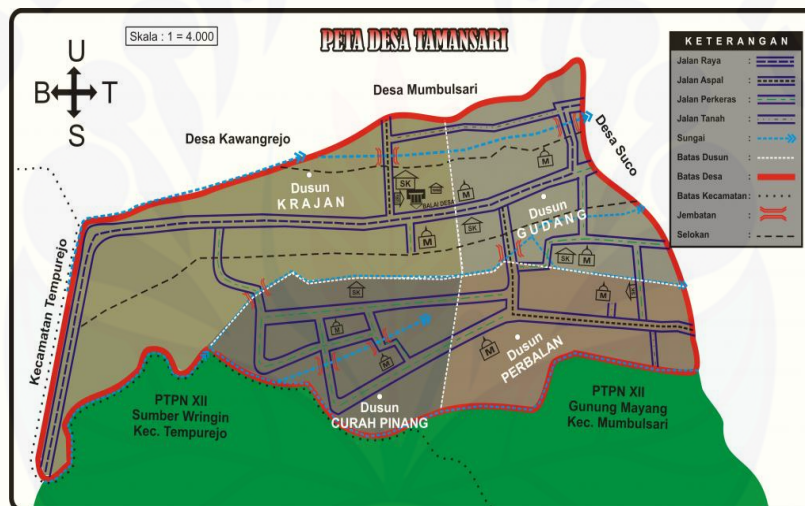 Skala : 1 = 4.000
PETA DESA TAMANSARI
U
B
T
S
KETERANGAN
Jalan Raya :
Jalan Aspal :
Jalan Perkeras :
Jalan Tanah :
Sungai :
Batas Dusun :
Batas Desa :
Batas Kecamatan :
Jembatan :
Selokan :
Desa Mumbulsari
Desa Kawangrejo
Desa Suco
Kecamatan Tempurejo
Dusun
KRAJAN
SK
BALAI DESA
M
M
SK
Dusun
GUDANG
M
SK
M
SK
M
M
M
SK
M
Dusun
PERBALAN
Dusun
CURAH PINANG
PTPN XII
Sumber Wringin
Kec. Tempurejo
PTPN XII
Gunung Mayang
Kec. Mumbulsari